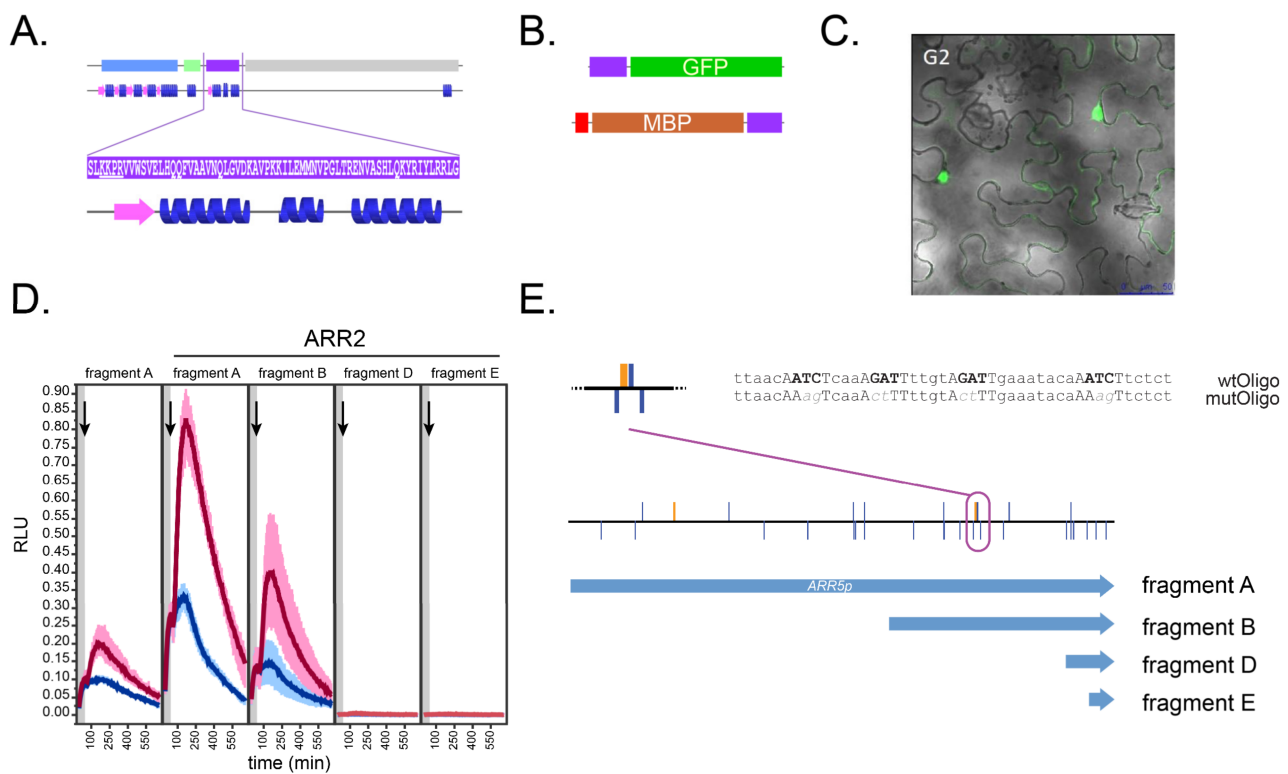 A.
SLKKPRVVWSVELHQQFVAAVNQLGVDKAVPKKILEMMNVPGLTRENVASHLQKYRIYLRRLG
B.
GFP
MBP
C.
G2
0 µm 50
D.
ARR2
fragment A
fragment A
fragment B
fragment D
fragment E
RLU
0.90
0.85
0.80
0.75
0.70
0.65
0.60
0.55
0.50
0.45
0.40
0.35
0.30
0.25
0.20
0.15
0.10
0.05
0.00
100 250 400 550
100 250 400 550
100 250 400 550
100 250 400 550
100 250 400 550
time (min)
E.
ttaacAATCTcaaAGATTttgtAGATTgaaatacaAATCTtctct wtOligo
ttaacAAagTcaaActTTttgtActTTgaaatacaAAagTtctct mutOligo
ARR5p
fragment A
fragment B
fragment D
fragment E